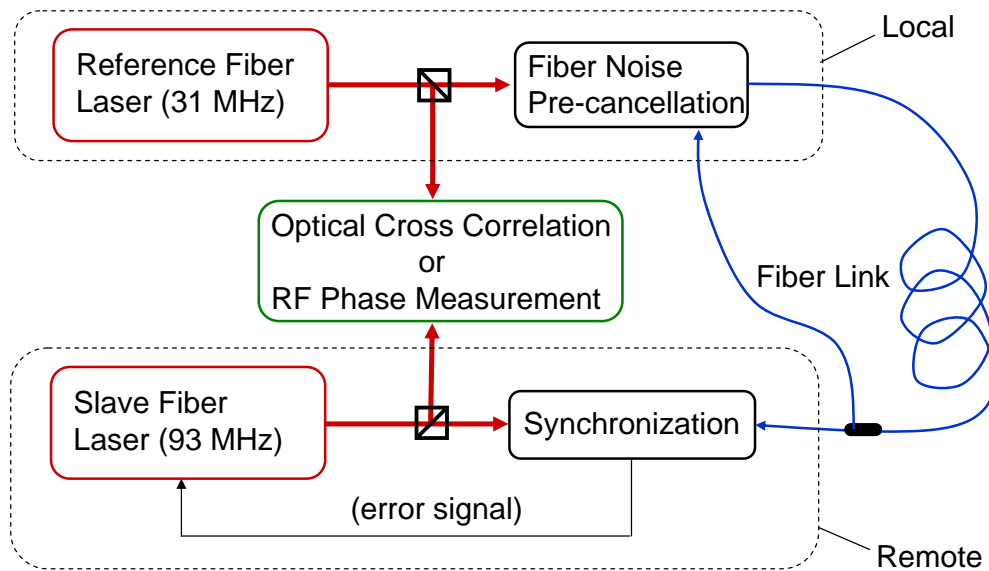 Local
Reference Fiber
Laser (31 MHz)
Fiber Noise
Pre-cancellation
Optical Cross Correlation
or
RF Phase Measurement
Fiber Link
Slave Fiber
Laser (93 MHz)
Synchronization
(error signal)
Remote